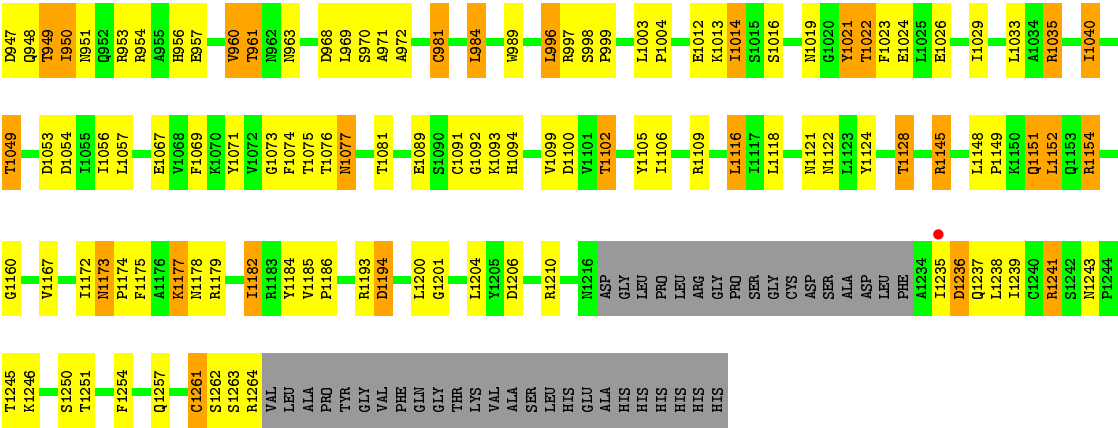 D947 Q948 T949 I950 N951 Q952 R953 R954 A955 H956 E957 V960 T961 N962 N963 D968 L969 S970 A971 A972 C981 L984 W989 L996 R997 S998 P999 L1003 P1004 E1012 K1013 I1014 S1015 S1016 N1019 G1020 Y1021 T1022 F1023 E1024 L1025 E1026 I1029 L1033 A1034 R1035 I1040
T1049 D1053 D1054 I1055 I1056 L1057 E1067 V1068 F1069 K1070 Y1071 V1072 G1073 F1074 T1075 T1076 N1077 T1081 E1089 S1090 C1091 G1092 K1093 H1094 V1099 D1100 V1101 T1102 Y1105 I1106 R1109 L1116 I1117 L1118 N1121 N1122 L1123 Y1124 T1128 R1145 L1148 P1149 K1150 Q1151 L1152 Q1153 R1154
G1160 V1167 I1172 N1173 P1174 F1175 A1176 K1177 N1178 R1179 I1182 R1183 Y1184 V1185 P1186 R1193 D1194 L1200 G1201 L1204 Y1205 D1206 R1210 N1216 ASP GLY LEU PRO LEU ARG GLY PRO SER GLY CYS ASP SER ALA ASP LEU PHE A1234 I1235 D1236 Q1237 L1238 I1239 C1240 R1241 S1242 N1243 P1244
T1245 K1246 S1250 T1251 F1254 Q1257 C1261 S1262 S1263 R1264 VAL LEU ALA PRO TYR GLY VAL PHE GLN GLY THR LYS VAL ALA SER LEU HIS GLU ALA HIS HIS HIS HIS HIS HIS